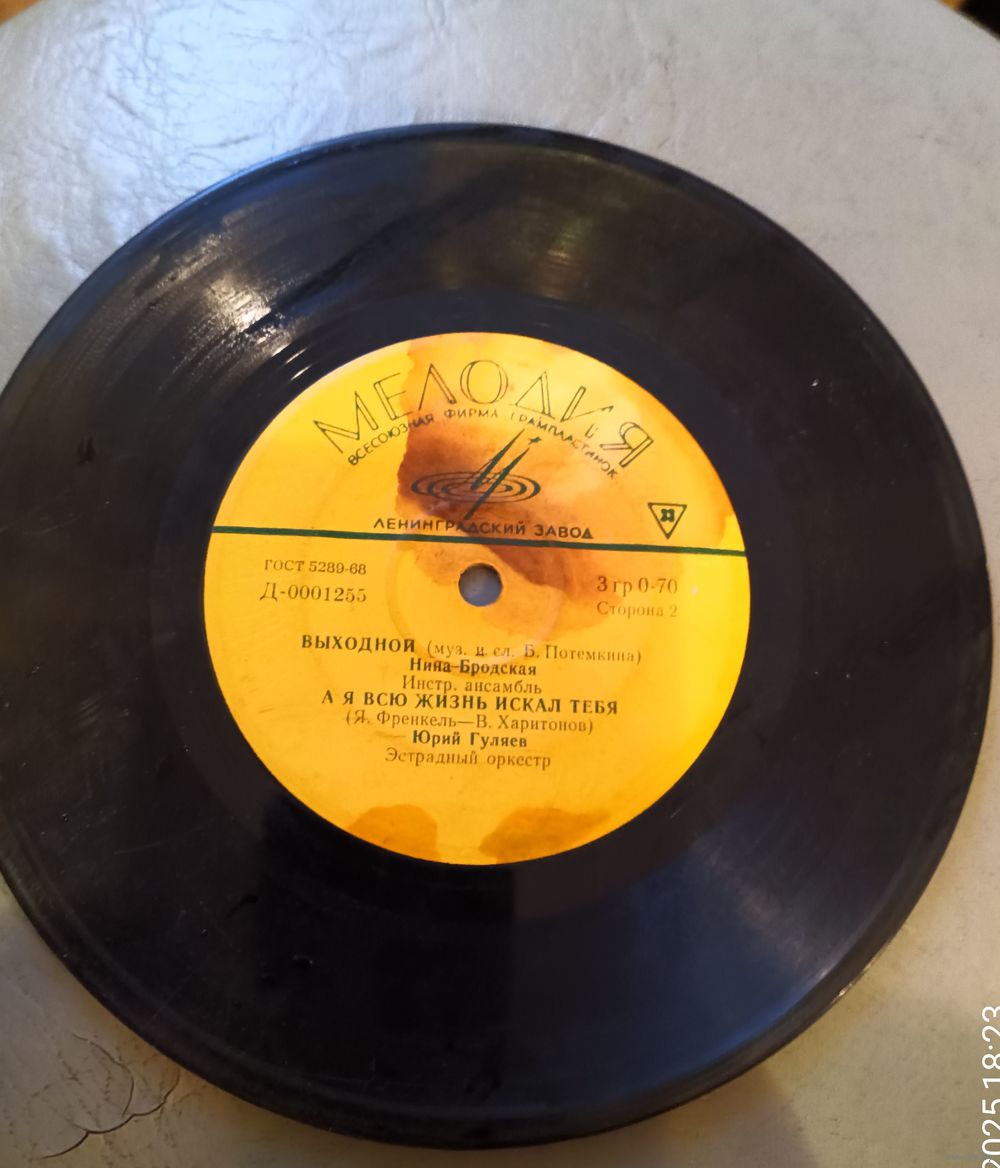 МЕЛОДИЯ
ВСЕСОЮЗНАЯ ФИРМА ГРАМПЛАСТИНОК
ЛЕНИНГРАДСКИЙ ЗАВОД
33
ГОСТ 5289-68
Д-0001255
3 гр 0-70
Сторона 2
ВЫХОДНОЙ (муз. и сл. Б. Потемкина)
Нина Бродская
Инстр. ансамбль
А Я ВСЮ ЖИЗНЬ ИСКАЛ ТЕБЯ
(Я. Френкель—В. Харитонов)
Юрий Гуляев
Эстрадный оркестр
2025 18:23